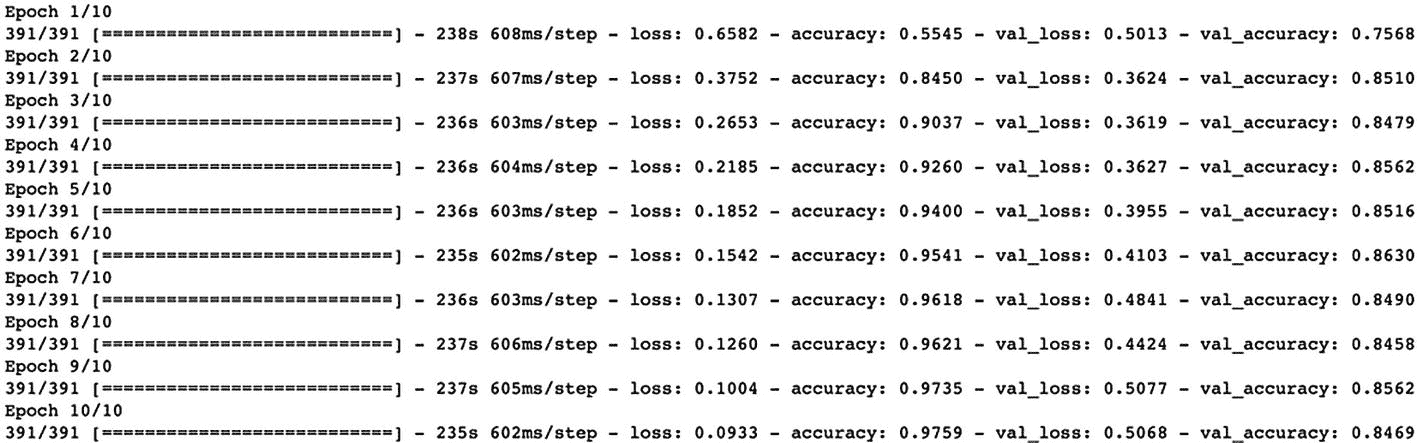 Epoch 1/10
391/391 [==============================] - 238s 608ms/step - loss: 0.6582 - accuracy: 0.5545 - val_loss: 0.5013 - val_accuracy: 0.7568
Epoch 2/10
391/391 [==============================] - 237s 607ms/step - loss: 0.3752 - accuracy: 0.8450 - val_loss: 0.3624 - val_accuracy: 0.8510
Epoch 3/10
391/391 [==============================] - 236s 603ms/step - loss: 0.2653 - accuracy: 0.9037 - val_loss: 0.3619 - val_accuracy: 0.8479
Epoch 4/10
391/391 [==============================] - 236s 604ms/step - loss: 0.2185 - accuracy: 0.9260 - val_loss: 0.3627 - val_accuracy: 0.8562
Epoch 5/10
391/391 [==============================] - 236s 603ms/step - loss: 0.1852 - accuracy: 0.9400 - val_loss: 0.3955 - val_accuracy: 0.8516
Epoch 6/10
391/391 [==============================] - 235s 602ms/step - loss: 0.1542 - accuracy: 0.9541 - val_loss: 0.4103 - val_accuracy: 0.8630
Epoch 7/10
391/391 [==============================] - 236s 603ms/step - loss: 0.1307 - accuracy: 0.9618 - val_loss: 0.4841 - val_accuracy: 0.8490
Epoch 8/10
391/391 [==============================] - 237s 606ms/step - loss: 0.1260 - accuracy: 0.9621 - val_loss: 0.4424 - val_accuracy: 0.8458
Epoch 9/10
391/391 [==============================] - 237s 605ms/step - loss: 0.1004 - accuracy: 0.9735 - val_loss: 0.5077 - val_accuracy: 0.8562
Epoch 10/10
391/391 [==============================] - 235s 602ms/step - loss: 0.0933 - accuracy: 0.9759 - val_loss: 0.5068 - val_accuracy: 0.8469